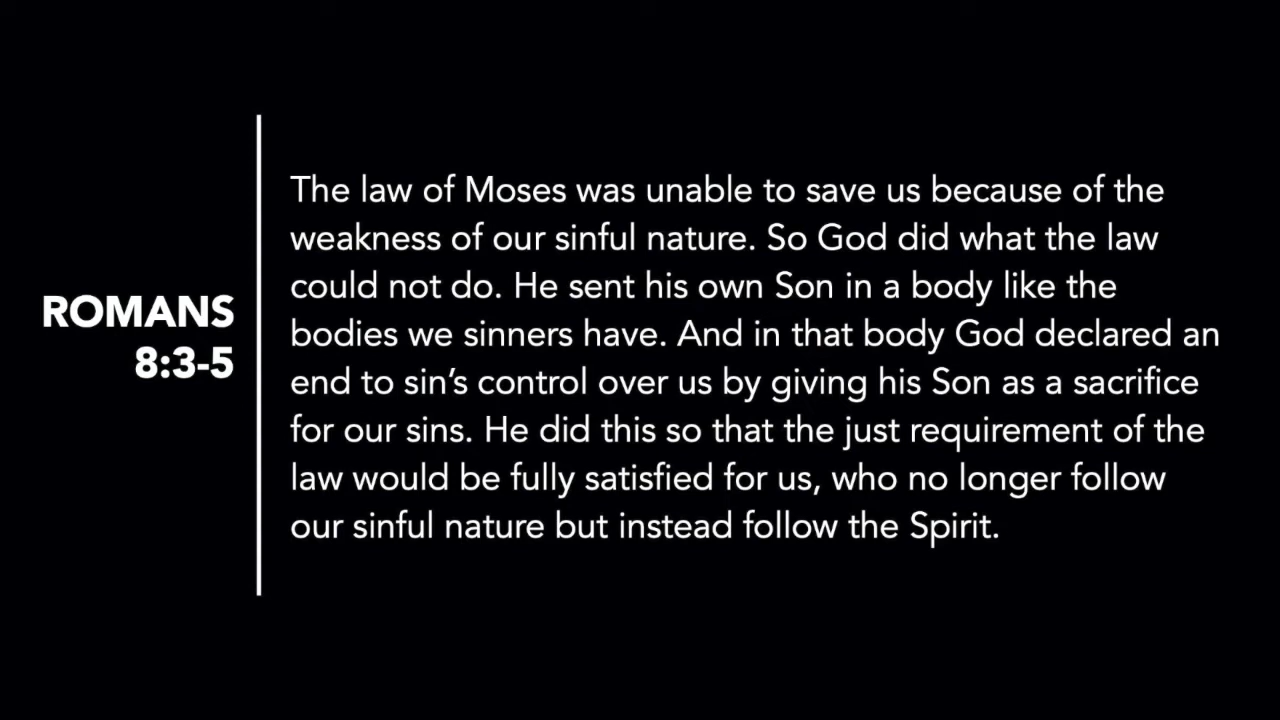 ROMANS
8:3-5
The law of Moses was unable to save us because of the
weakness of our sinful nature. So God did what the law
could not do. He sent his own Son in a body like the
bodies we sinners have. And in that body God declared an
end to sin’s control over us by giving his Son as a sacrifice
for our sins. He did this so that the just requirement of the
law would be fully satisfied for us, who no longer follow
our sinful nature but instead follow the Spirit.